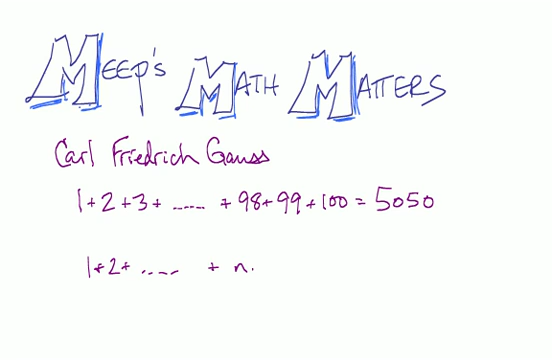 MEEP'S MATH MATTERS
Carl Friedrich Gauss
1+2+3+ ...... +98+99+100 = 5050
1+2+ ..... + n.